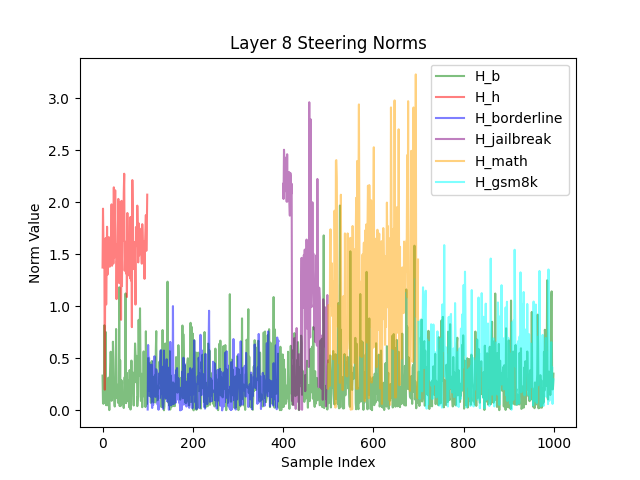 Layer 8 Steering Norms
Norm Value
3.0
2.5
2.0
1.5
1.0
0.5
0.0
0
200
400
600
800
1000
Sample Index
H_b
H_h
H_borderline
H_jailbreak
H_math
H_gsm8k